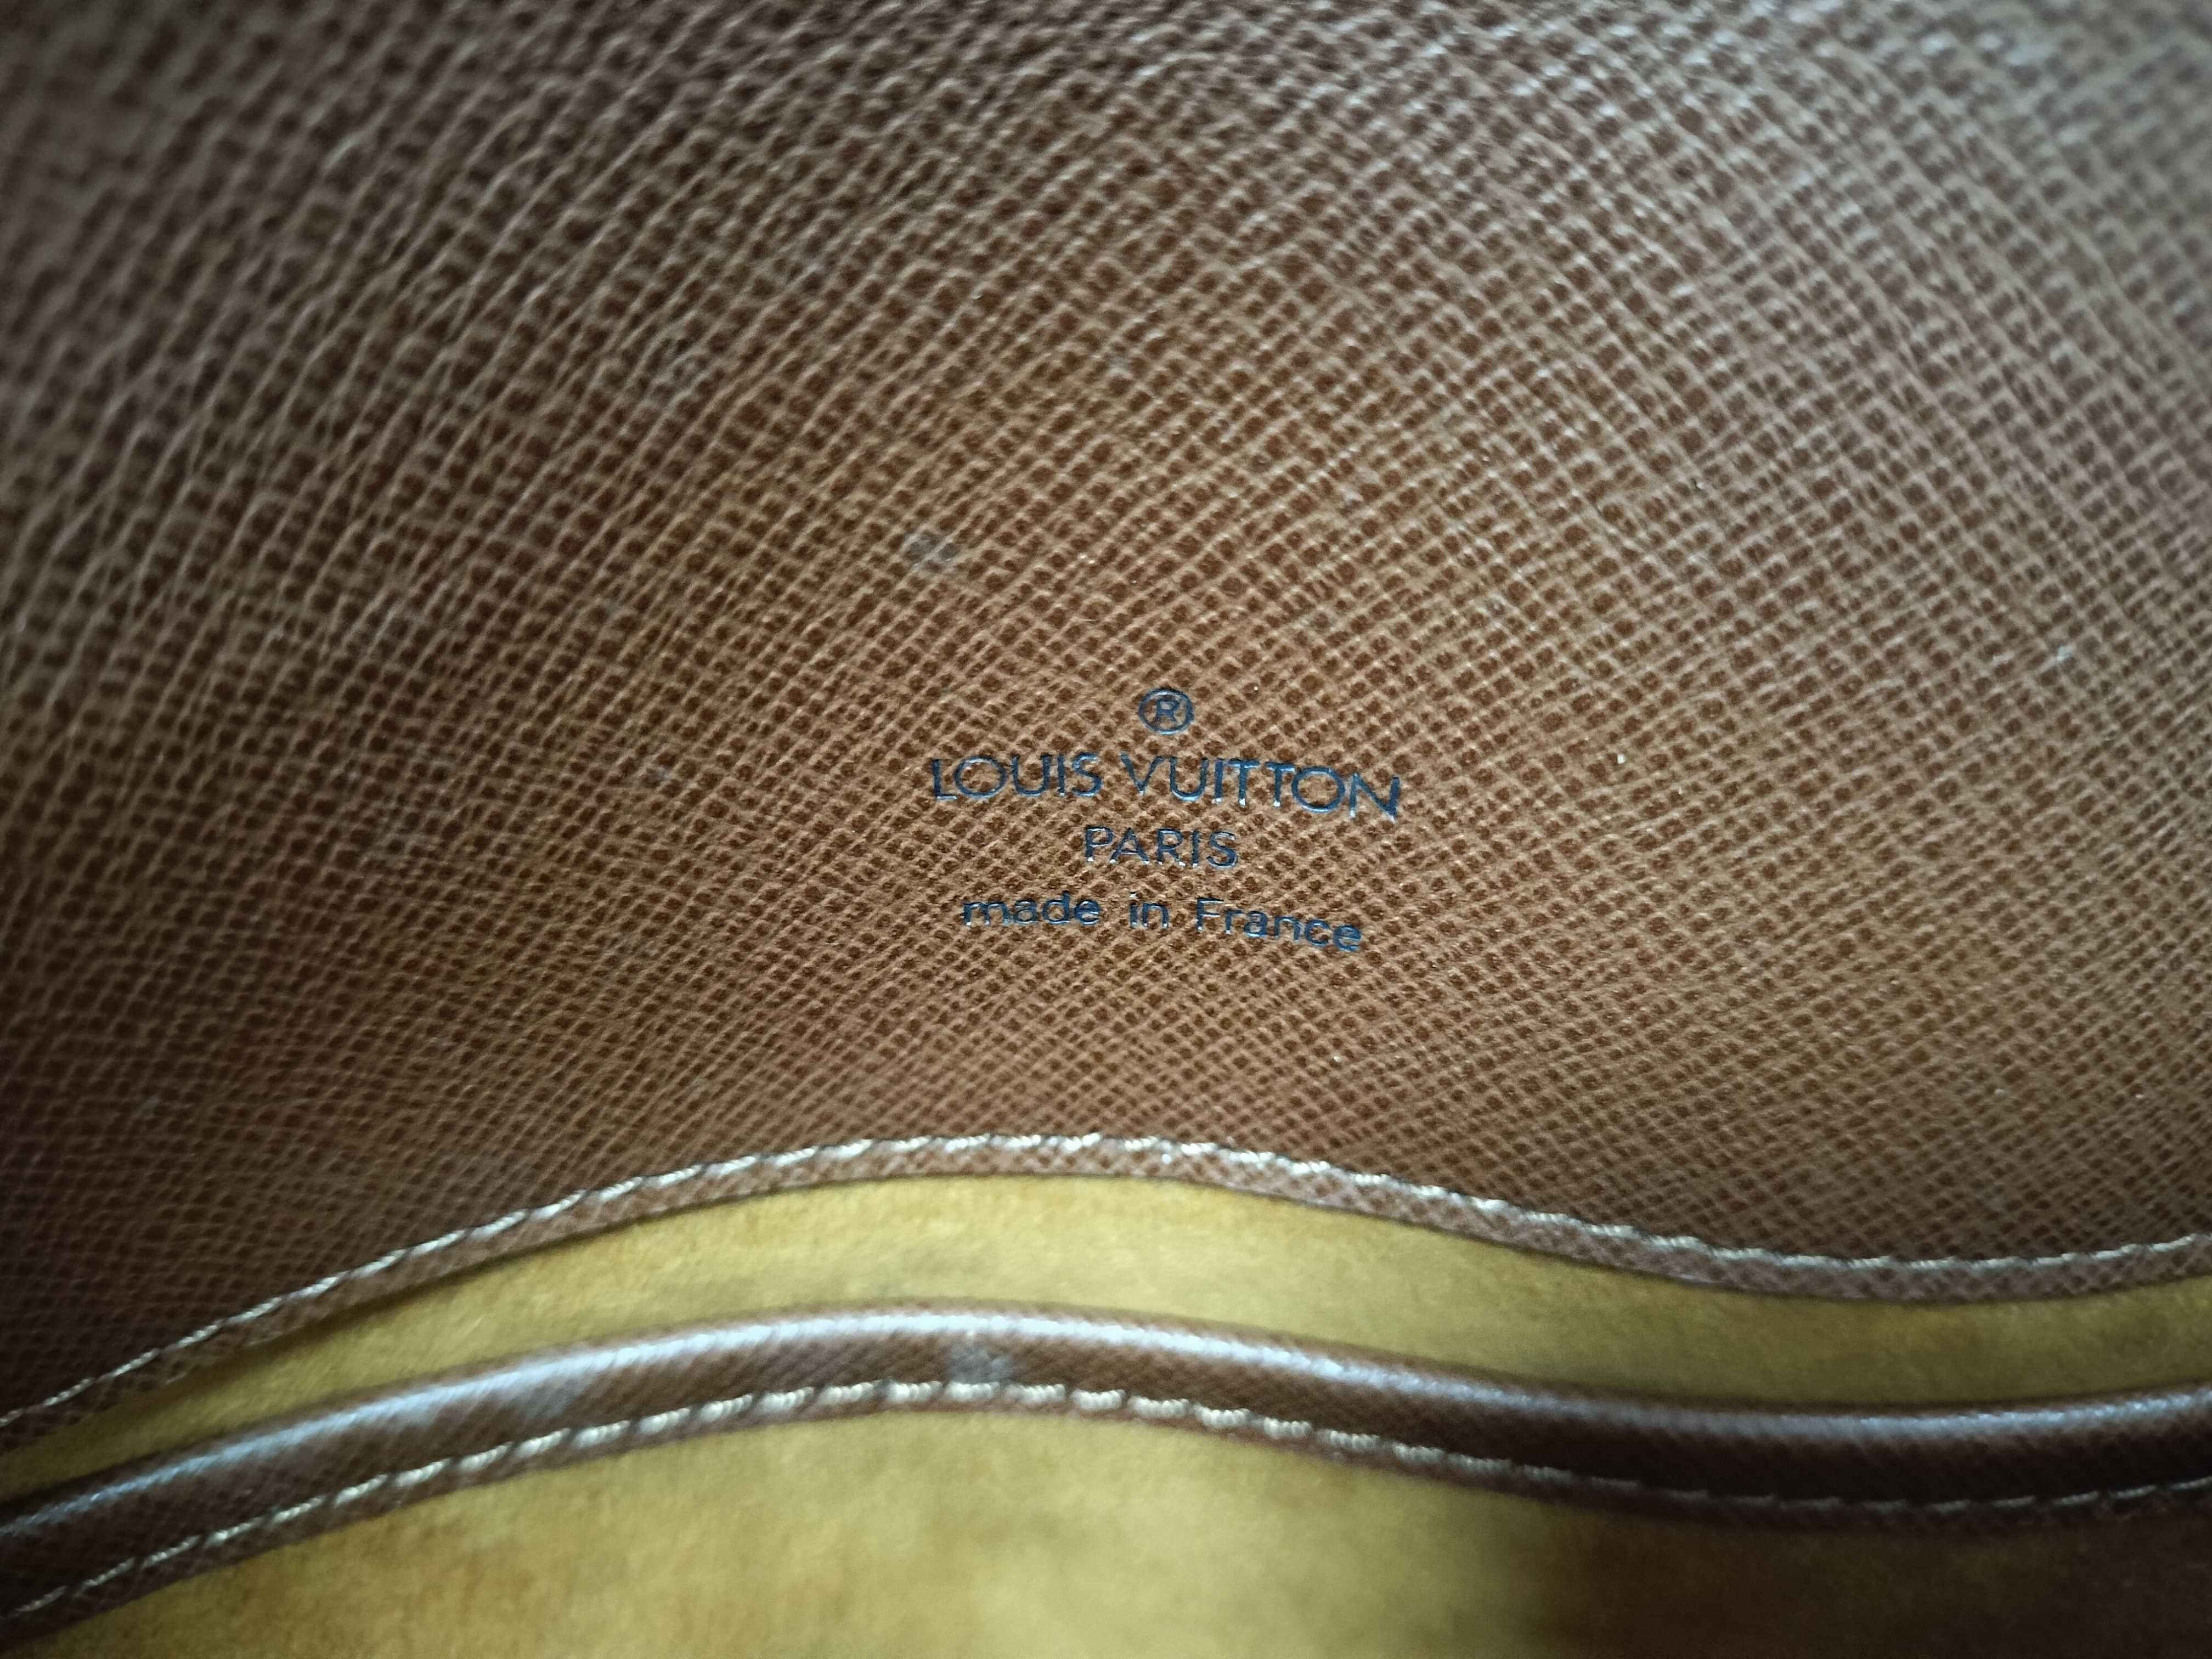 ®
LOUIS VUITTON
PARIS
made in France